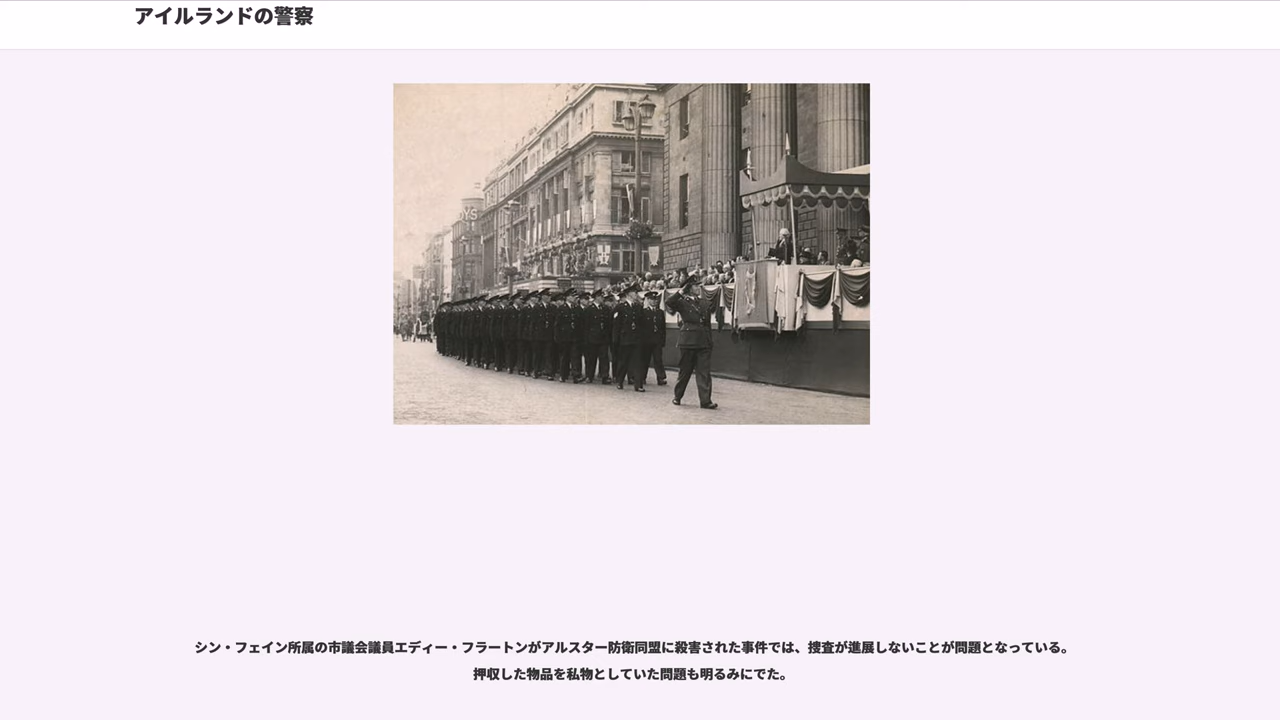 アイルランドの警察
YS
シン・フェイン所属の市議会議員エディー・フラートンがアルスター防衛同盟に殺害された事件では、捜査が進展しないことが問題となっている。
押収した物品を私物としていた問題も明るみにでた。